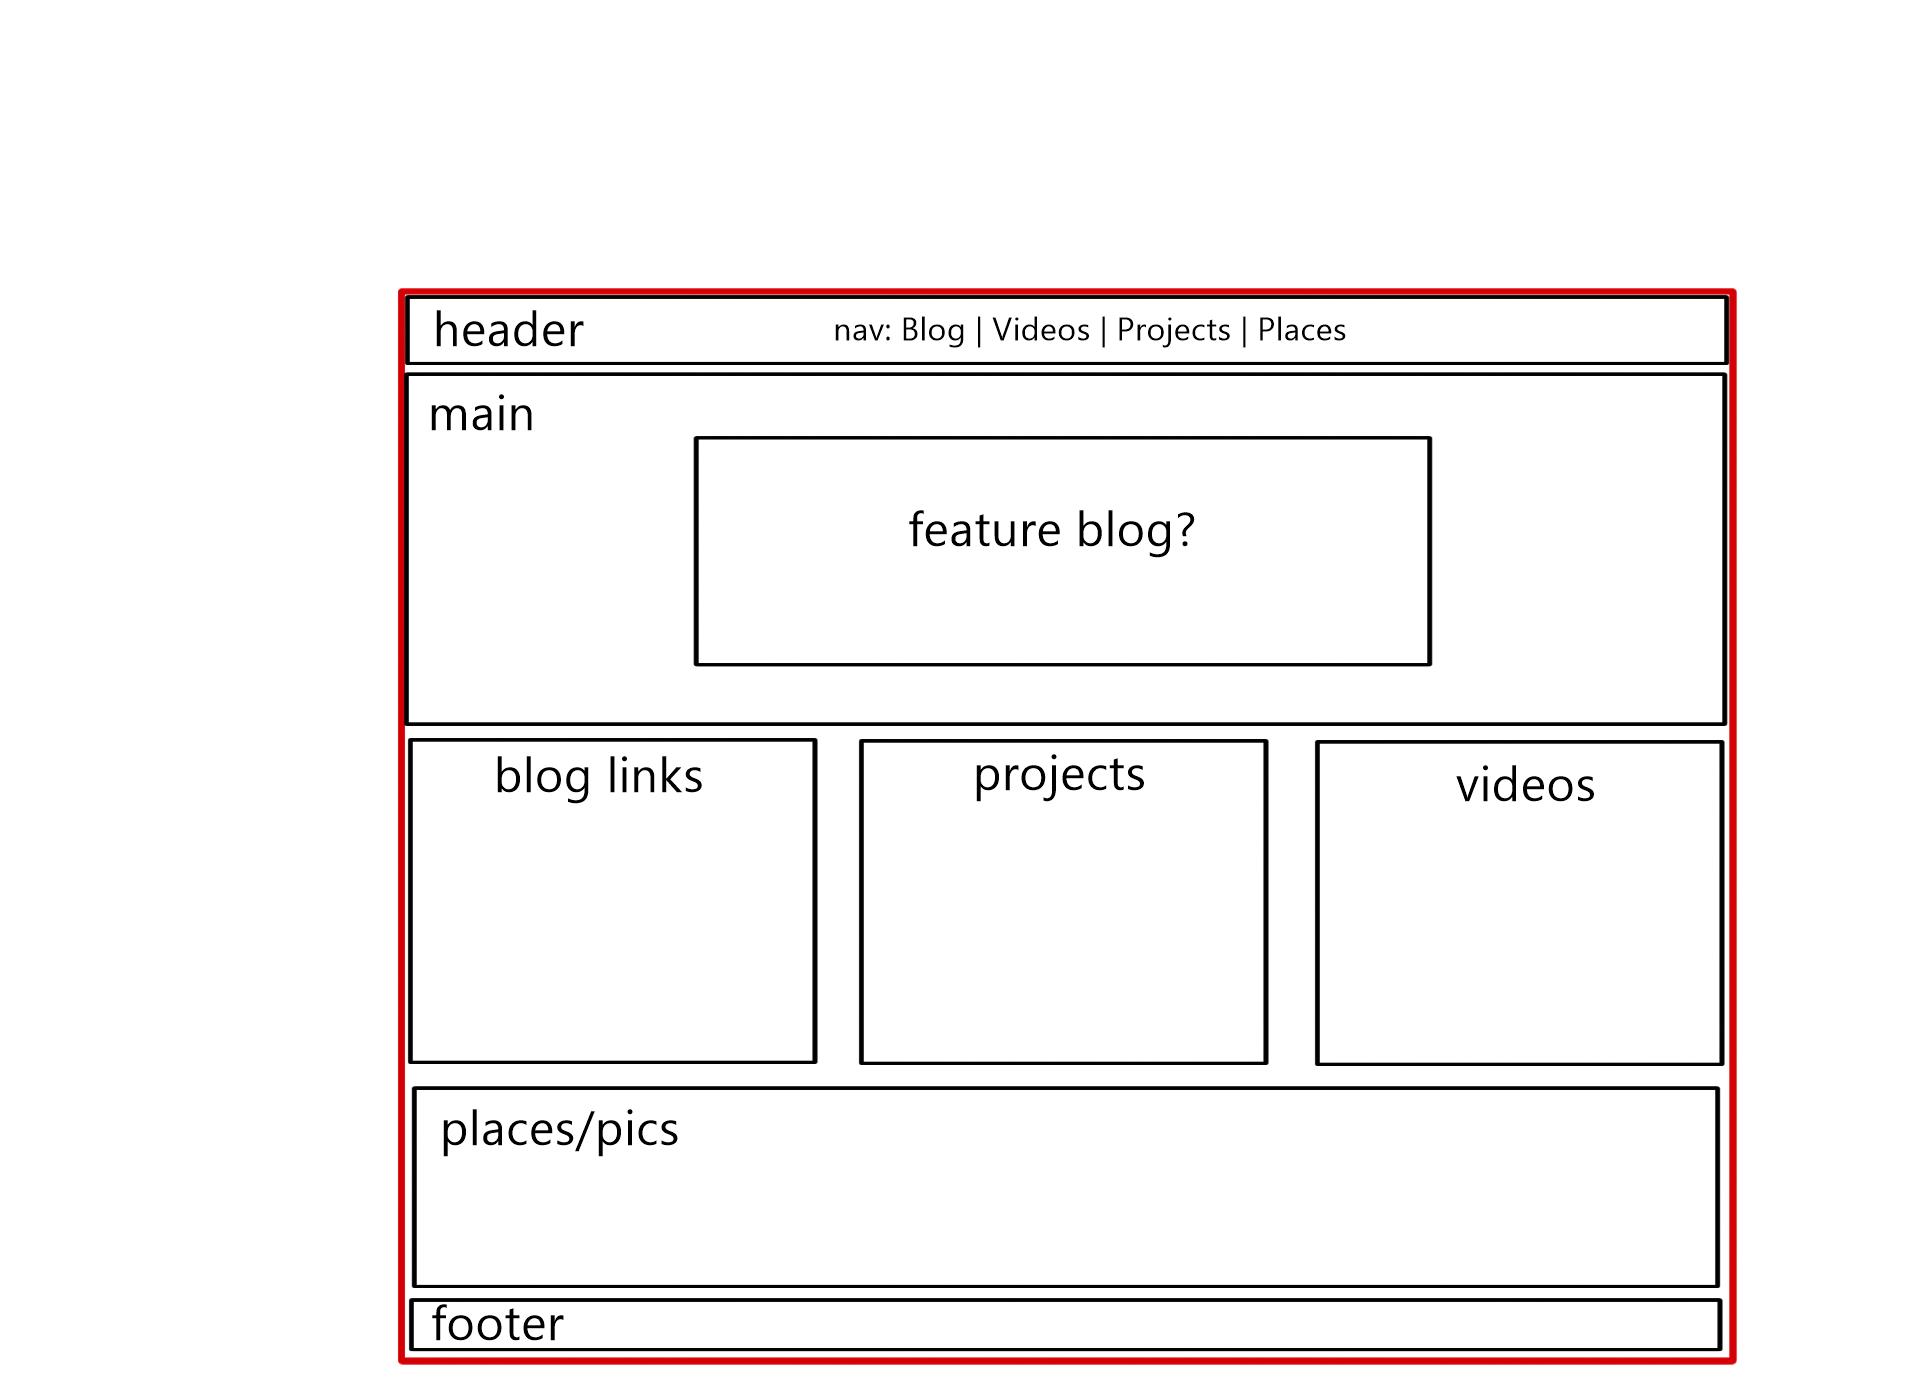 header
nav: Blog | Videos | Projects | Places
main
feature blog?
blog links
projects
videos
places/pics
footer